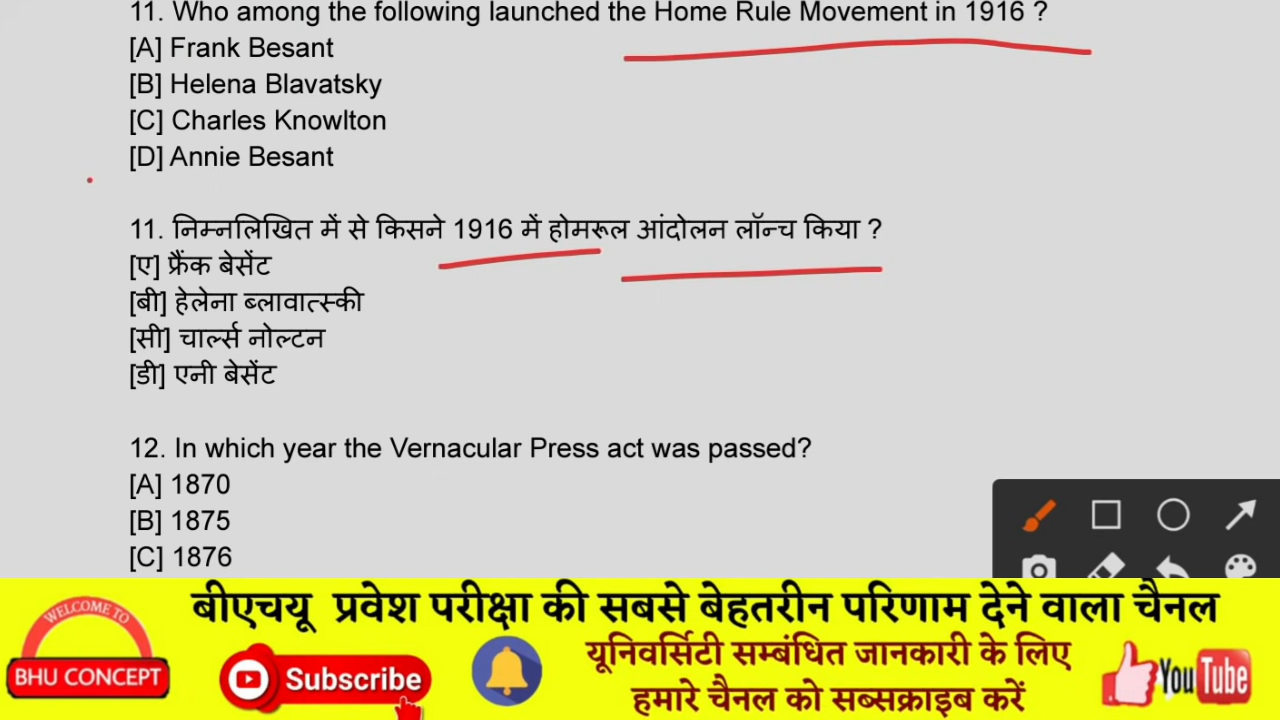 11. Who among the following launched the Home Rule Movement in 1916 ?
[A] Frank Besant
[B] Helena Blavatsky
[C] Charles Knowlton
[D] Annie Besant
11. निम्नलिखित में से किसने 1916 में होमरूल आंदोलन लॉन्च किया ?
[ए] फ्रैंक बेसेंट
[बी] हेलेना ब्लावात्स्की
[सी] चार्ल्स नोल्टन
[डी] एनी बेसेंट
12. In which year the Vernacular Press act was passed?
[A] 1870
[B] 1875
[C] 1876
बीएचयू प्रवेश परीक्षा की सबसे बेहतरीन परिणाम देने वाला चैनल
WELCOME TO
BHU CONCEPT
Subscribe
यूनिवर्सिटी सम्बंधित जानकारी के लिए
हमारे चैनल को सब्सक्राइब करें
YouTube